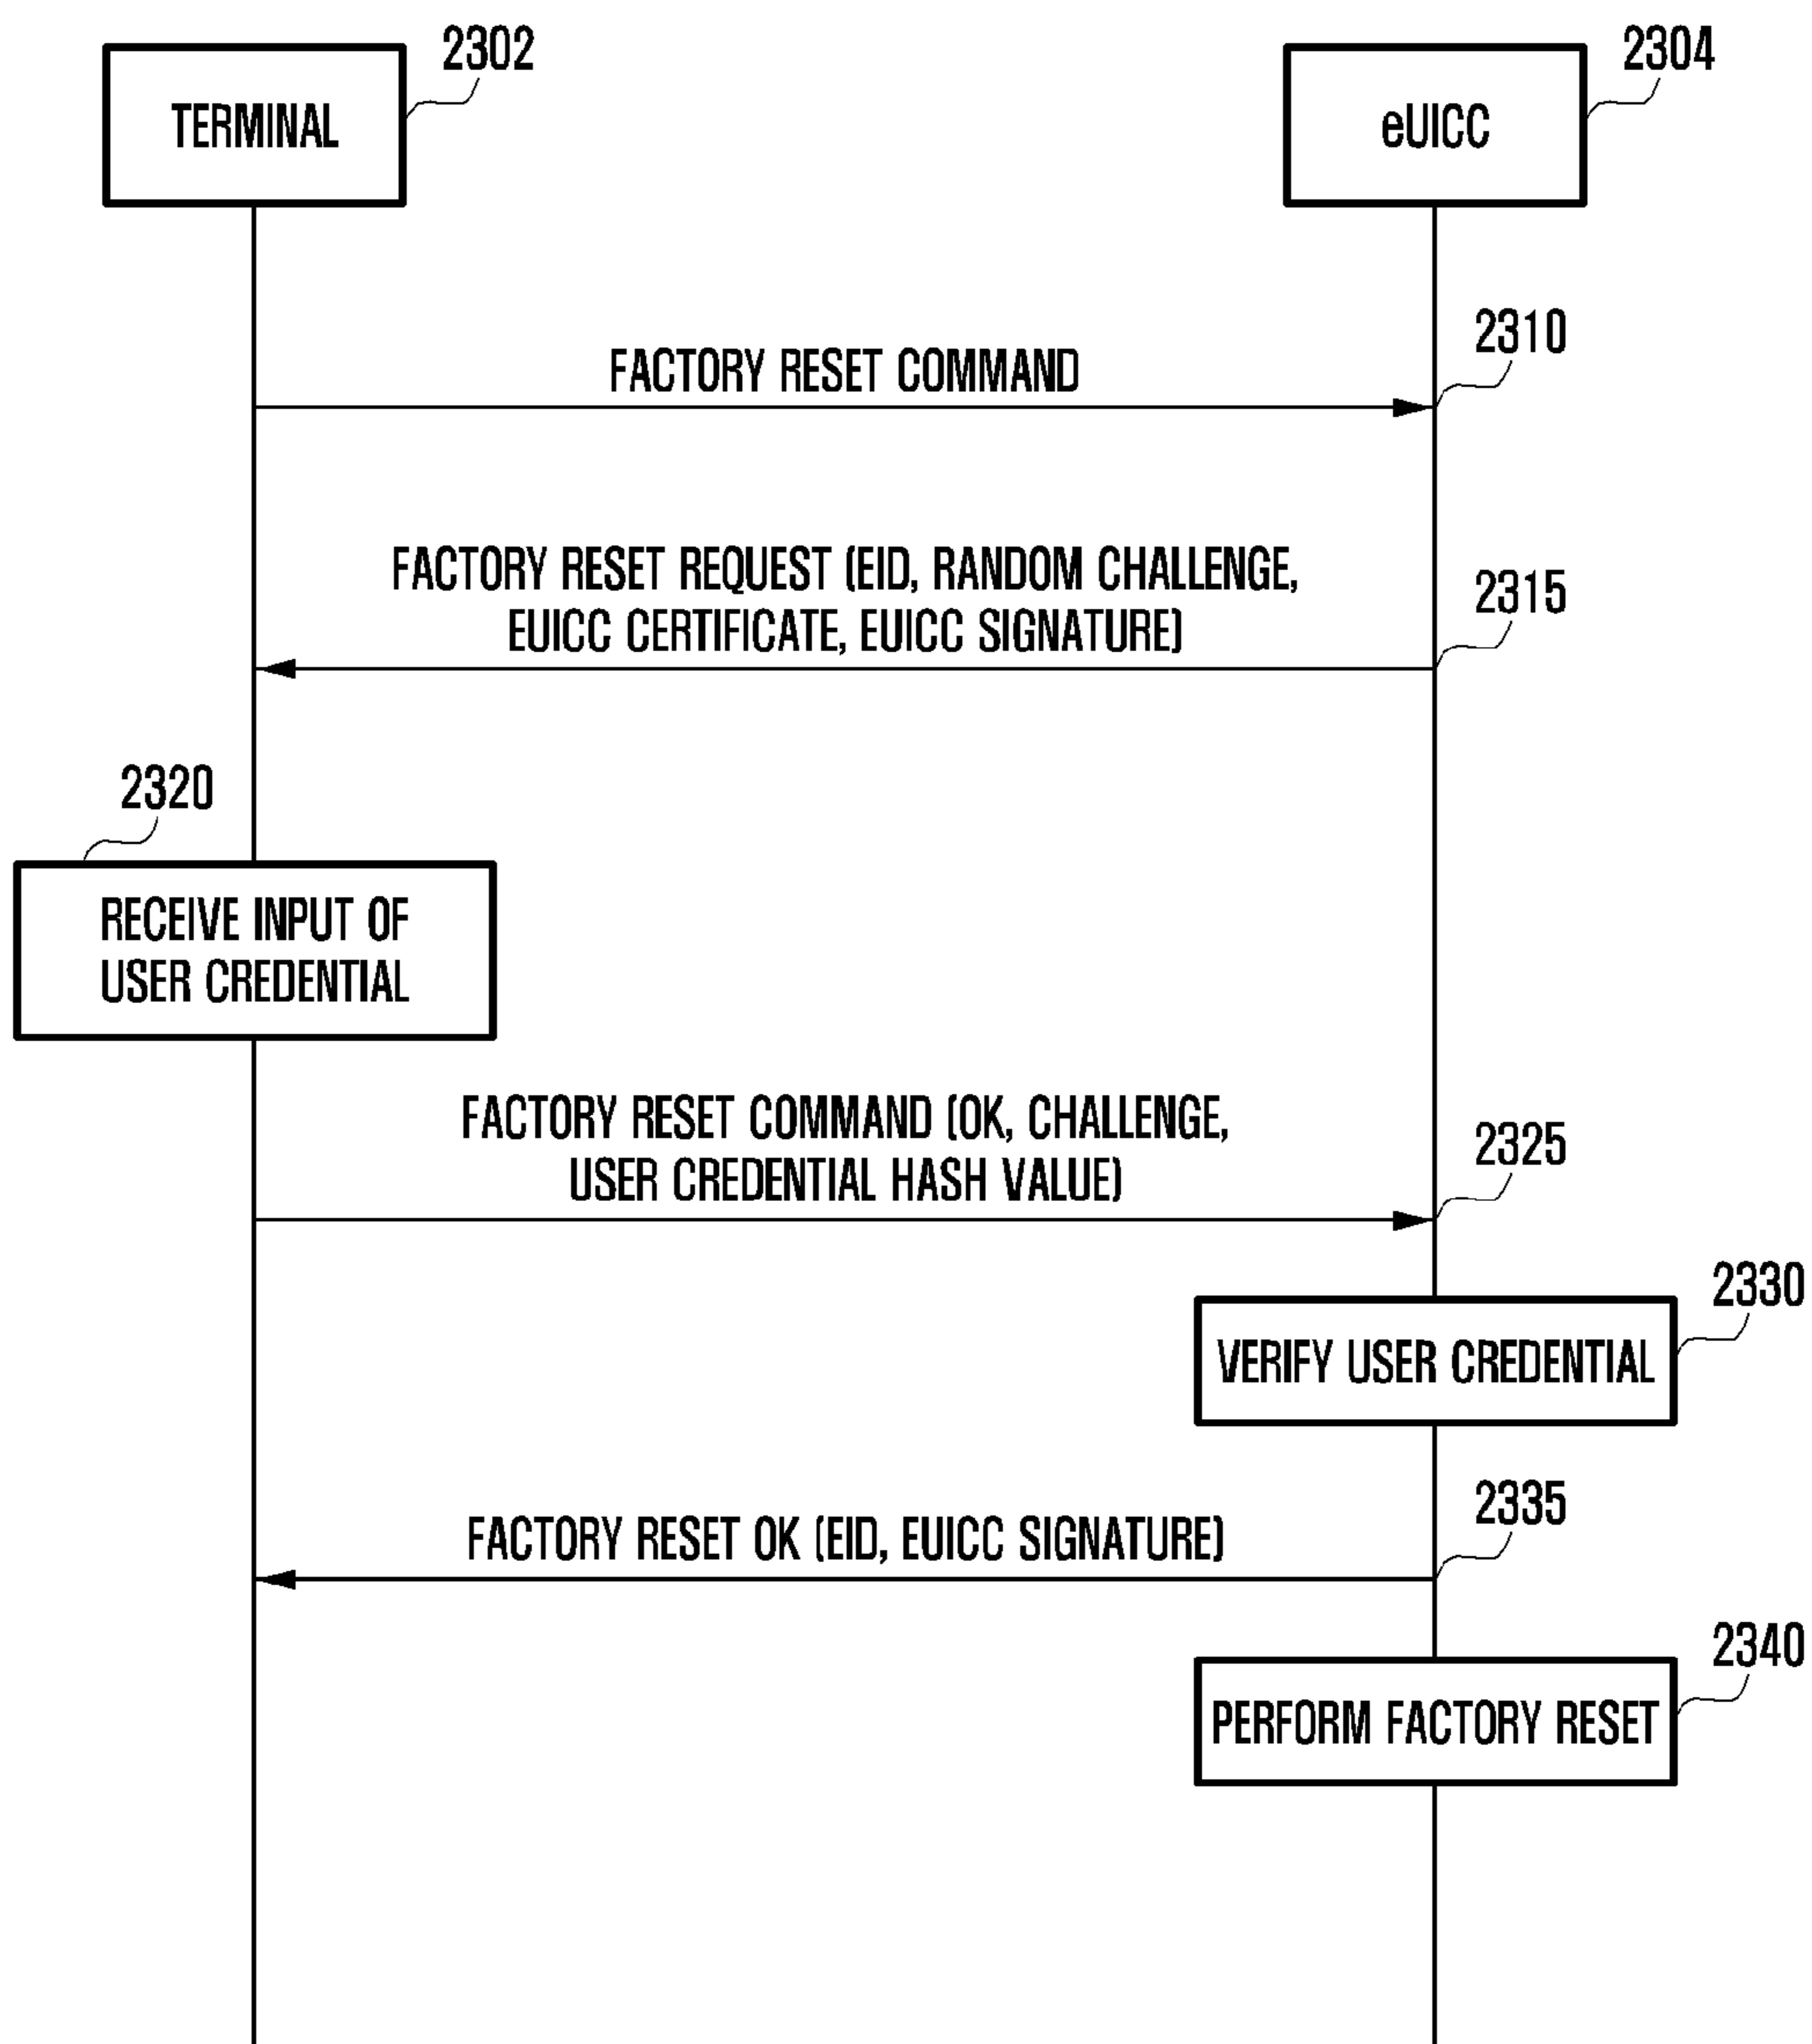 2302
TERMINAL
2304
eUICC
2310
FACTORY RESET COMMAND
FACTORY RESET REQUEST (EID, RANDOM CHALLENGE,
EUICC CERTIFICATE, EUICC SIGNATURE)
2315
2320
RECEIVE INPUT OF
USER CREDENTIAL
FACTORY RESET COMMAND (OK, CHALLENGE,
USER CREDENTIAL HASH VALUE)
2325
2330
VERIFY USER CREDENTIAL
2335
FACTORY RESET OK (EID, EUICC SIGNATURE)
2340
PERFORM FACTORY RESET